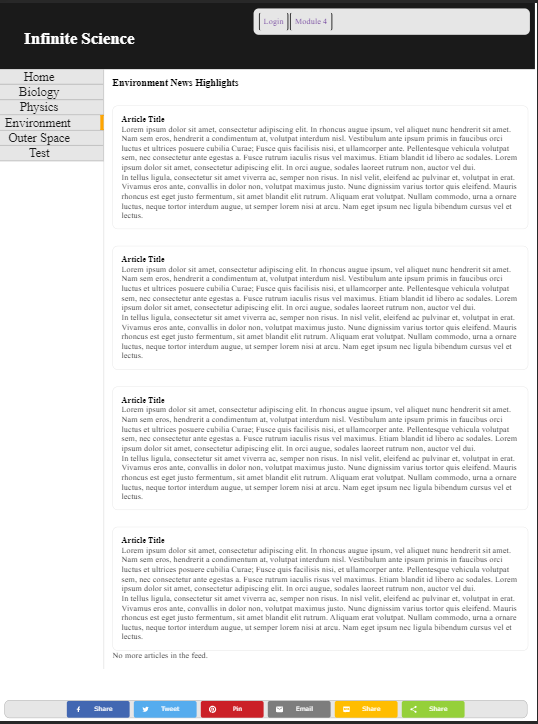 Login
Module 4
Infinite Science
Home
Biology
Physics
Environment
Outer Space
Test
Environment News Highlights
Article Title
Lorem ipsum dolor sit amet, consectetur adipiscing elit. In rhoncus augue ipsum, vel aliquet nunc hendrerit sit amet.
Nam sem eros, hendrerit a condimentum at, volutpat interdum nisl. Vestibulum ante ipsum primis in faucibus orci
luctus et ultrices posuere cubilia Curae; Fusce quis facilisis nisi, et ullamcorper ante. Pellentesque vehicula volutpat
sem, nec consectetur ante egestas a. Fusce rutrum iaculis risus vel maximus. Etiam blandit id libero ac sodales. Lorem
ipsum dolor sit amet, consectetur adipiscing elit. In orci augue, sodales laoreet rutrum non, auctor vel dui.
In tellus ligula, consectetur sit amet viverra ac, semper non risus. In nisl velit, eleifend ac pulvinar et, volutpat in erat.
Vivamus eros ante, convallis in dolor non, volutpat maximus justo. Nunc dignissim varius tortor quis eleifend. Mauris
rhoncus est eget interdum mattis, sit amet blandit elit rutrum. Aliquam erat volutpat. Nullam commodo, urna a ornare
luctus, neque tortor interdum augue, ut semper lorem nisi at arcu. Nam eget ipsum nec ligula bibendum cursus vel et
lectus.
Article Title
Lorem ipsum dolor sit amet, consectetur adipiscing elit. In rhoncus augue ipsum, vel aliquet nunc hendrerit sit amet.
Nam sem eros, hendrerit a condimentum at, volutpat interdum nisl. Vestibulum ante ipsum primis in faucibus orci
luctus et ultrices posuere cubilia Curae; Fusce quis facilisis nisi, et ullamcorper ante. Pellentesque vehicula volutpat
sem, nec consectetur ante egestas a. Fusce rutrum iaculis risus vel maximus. Etiam blandit id libero ac sodales. Lorem
ipsum dolor sit amet, consectetur adipiscing elit. In orci augue, sodales laoreet rutrum non, auctor vel dui.
In tellus ligula, consectetur sit amet viverra ac, semper non risus. In nisl velit, eleifend ac pulvinar et, volutpat in erat.
Vivamus eros ante, convallis in dolor non, volutpat maximus justo. Nunc dignissim varius tortor quis eleifend. Mauris
rhoncus est eget interdum mattis, sit amet blandit elit rutrum. Aliquam erat volutpat. Nullam commodo, urna a ornare
luctus, neque tortor interdum augue, ut semper lorem nisi at arcu. Nam eget ipsum nec ligula bibendum cursus vel et
lectus.
Article Title
Lorem ipsum dolor sit amet, consectetur adipiscing elit. In rhoncus augue ipsum, vel aliquet nunc hendrerit sit amet.
Nam sem eros, hendrerit a condimentum at, volutpat interdum nisl. Vestibulum ante ipsum primis in faucibus orci
luctus et ultrices posuere cubilia Curae; Fusce quis facilisis nisi, et ullamcorper ante. Pellentesque vehicula volutpat
sem, nec consectetur ante egestas a. Fusce rutrum iaculis risus vel maximus. Etiam blandit id libero ac sodales. Lorem
ipsum dolor sit amet, consectetur adipiscing elit. In orci augue, sodales laoreet rutrum non, auctor vel dui.
In tellus ligula, consectetur sit amet viverra ac, semper non risus. In nisl velit, eleifend ac pulvinar et, volutpat in erat.
Vivamus eros ante, convallis in dolor non, volutpat maximus justo. Nunc dignissim varius tortor quis eleifend. Mauris
rhoncus est eget interdum mattis, sit amet blandit elit rutrum. Aliquam erat volutpat. Nullam commodo, urna a ornare
luctus, neque tortor interdum augue, ut semper lorem nisi at arcu. Nam eget ipsum nec ligula bibendum cursus vel et
lectus.
Article Title
Lorem ipsum dolor sit amet, consectetur adipiscing elit. In rhoncus augue ipsum, vel aliquet nunc hendrerit sit amet.
Nam sem eros, hendrerit a condimentum at, volutpat interdum nisl. Vestibulum ante ipsum primis in faucibus orci
luctus et ultrices posuere cubilia Curae; Fusce quis facilisis nisi, et ullamcorper ante. Pellentesque vehicula volutpat
sem, nec consectetur ante egestas a. Fusce rutrum iaculis risus vel maximus. Etiam blandit id libero ac sodales. Lorem
ipsum dolor sit amet, consectetur adipiscing elit. In orci augue, sodales laoreet rutrum non, auctor vel dui.
In tellus ligula, consectetur sit amet viverra ac, semper non risus. In nisl velit, eleifend ac pulvinar et, volutpat in erat.
Vivamus eros ante, convallis in dolor non, volutpat maximus justo. Nunc dignissim varius tortor quis eleifend. Mauris
rhoncus est eget interdum mattis, sit amet blandit elit rutrum. Aliquam erat volutpat. Nullam commodo, urna a ornare
luctus, neque tortor interdum augue, ut semper lorem nisi at arcu. Nam eget ipsum nec ligula bibendum cursus vel et
lectus.
No more articles in the feed.
Share
Tweet
Pin
Email
Share
Share